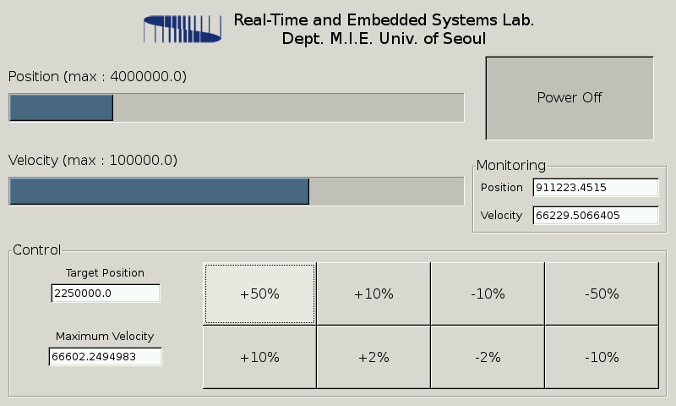 Real-Time and Embedded Systems Lab.
Dept. M.I.E. Univ. of Seoul
Position (max : 4000000.0)
Power Off
Velocity (max : 100000.0)
Monitoring
Position 911223.4515
Velocity 66229.5066405
Control
Target Position
2250000.0
+50% +10% -10% -50%
Maximum Velocity
66602.2494983
+10% +2% -2% -10%